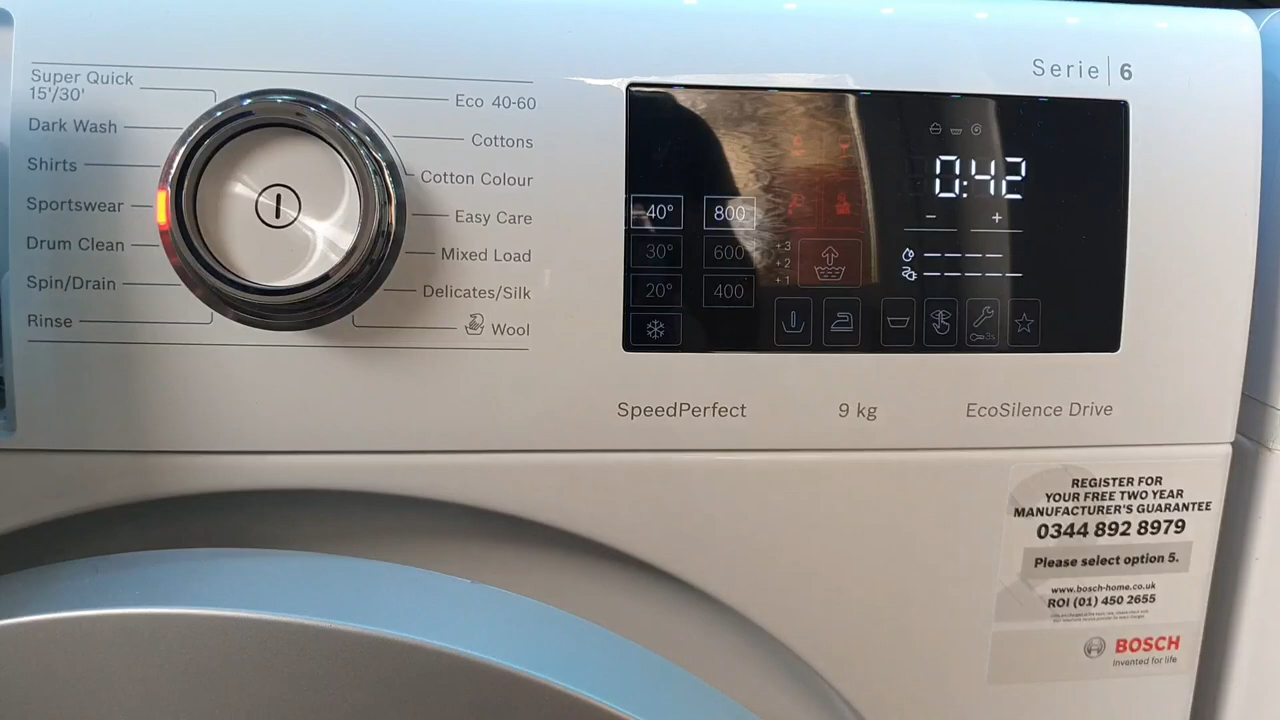 Super Quick
15'/30'
Dark Wash
Shirts
Sportswear
Drum Clean
Spin/Drain
Rinse
Eco 40-60
Cottons
Cotton Colour
Easy Care
Mixed Load
Delicates/Silk
Wool
Serie | 6
0:42
- +
40° 800
30° 600
20° 400
+3
+2
+1
3s
SpeedPerfect 9 kg EcoSilence Drive
REGISTER FOR
YOUR FREE TWO YEAR
MANUFACTURER'S GUARANTEE
0344 892 8979
Please select option 5.
www.bosch-home.co.uk
ROI (01) 450 2655
BOSCH
Invented for life